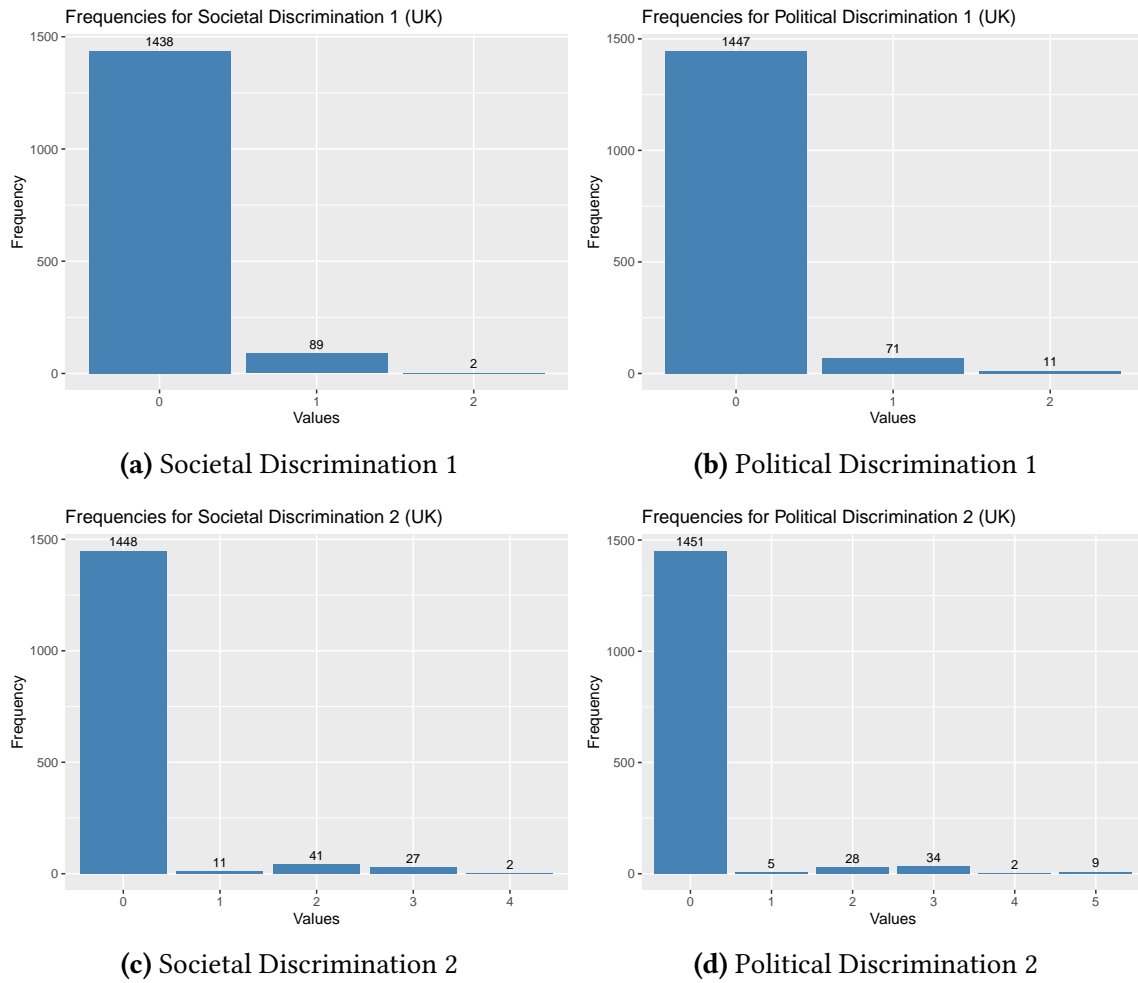 Frequencies for Societal Discrimination 1 (UK)
1500
1000
500
0
Frequency
1438
89
2
0 1 2
Values
(a) Societal Discrimination 1
Frequencies for Political Discrimination 1 (UK)
1500
1000
500
0
Frequency
1447
71
11
0 1 2
Values
(b) Political Discrimination 1
Frequencies for Societal Discrimination 2 (UK)
1500
1000
500
0
Frequency
1448
11
41
27
2
0 1 2 3 4
Values
(c) Societal Discrimination 2
Frequencies for Political Discrimination 2 (UK)
1500
1000
500
0
Frequency
1451
5
28
34
2
9
0 1 2 3 4 5
Values
(d) Political Discrimination 2